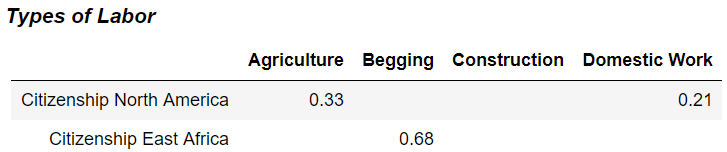 Types of Labor
Agriculture Begging Construction Domestic Work
Citizenship North America 0.33 0.21
Citizenship East Africa 0.68